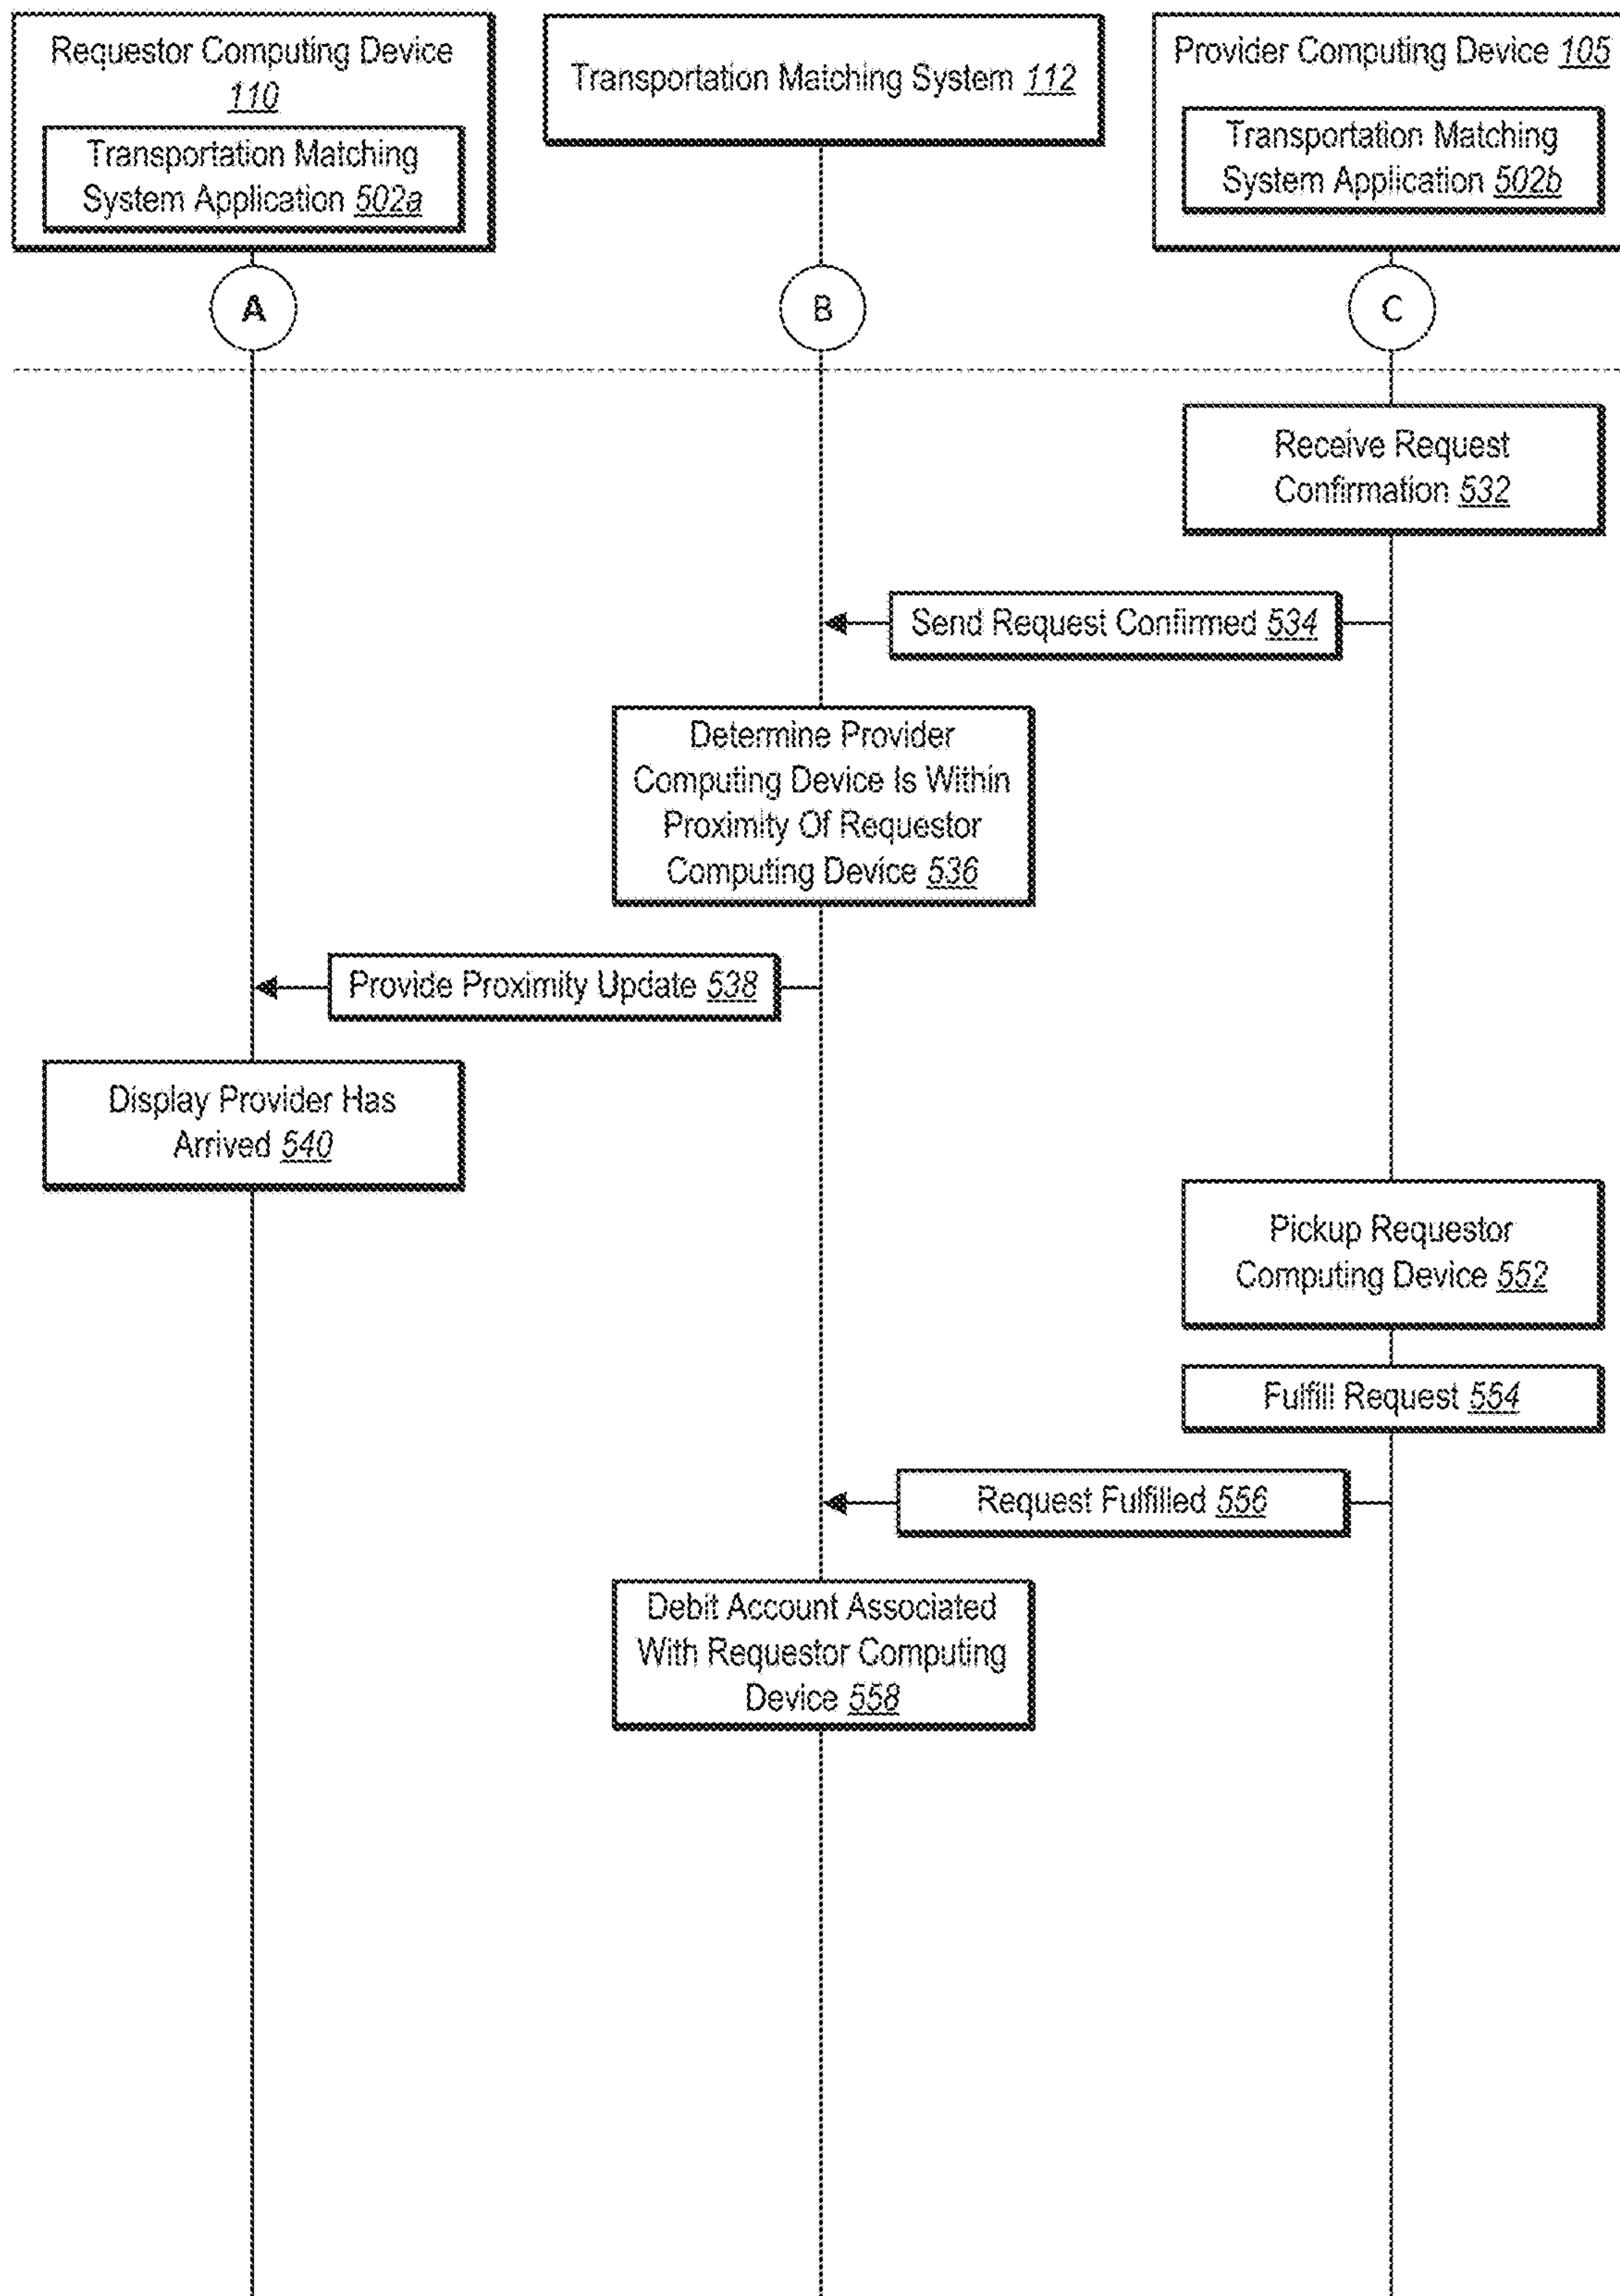 Requestor Computing Device
110
Transportation Matching
System Application 502a
Transportation Matching System 112
Provider Computing Device 105
Transportation Matching
System Application 502b
A
B
C
Receive Request
Confirmation 532
Send Request Confirmed 534
Determine Provider
Computing Device Is Within
Proximity Of Requestor
Computing Device 536
Provide Proximity Update 538
Display Provider Has
Arrived 540
Pickup Requestor
Computing Device 552
Fulfill Request 554
Request Fulfilled 556
Debit Account Associated
With Requestor Computing
Device 558